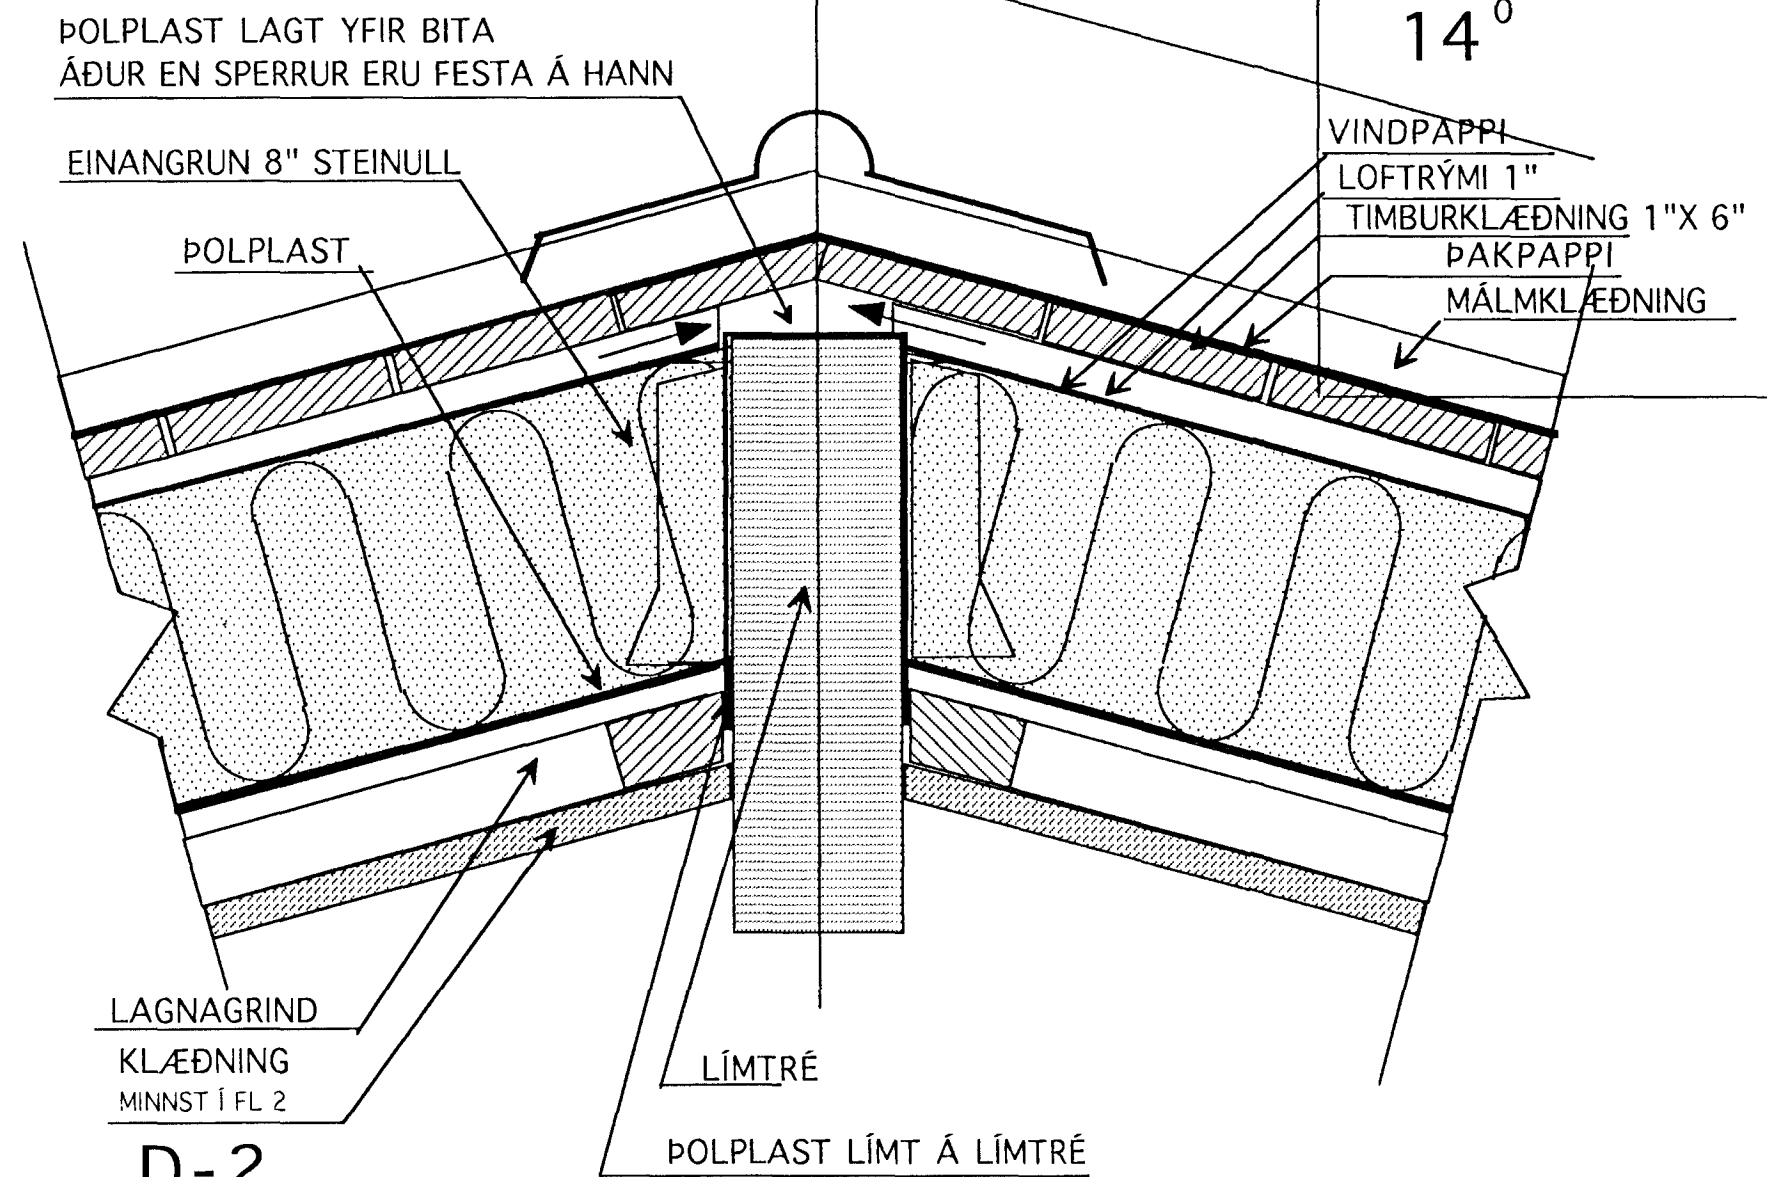 ÞOLPLAST LAGT YFIR BITA
ÁÐUR EN SPERRUR ERU FESTA Á HANN
EINANGRUN 8" STEINULL
ÞOLPLAST
14°
VINDPAPPI
LOFTRÝMI 1"
TIMBURKLÆÐNING 1"X 6"
ÞAKPAPPI
MÁLMKLÆÐNING
LAGNAGRIND
KLÆÐNING
MINNST Í FL 2
LÍMTRÉ
ÞOLPLAST LÍMT Á LÍMTRÉ
D-2